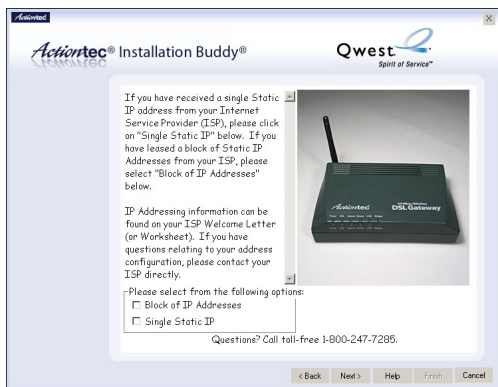 Actiontec
Actiontec® Installation Buddy®
Qwest
Spirit of Service™
If you have received a single Static
IP address from your Internet
Service Provider (ISP), please click
on "Single Static IP" below. If you
have leased a block of Static IP
Addresses from your ISP, please
select "Block of IP Addresses"
below.
IP Addressing information can be
found on your ISP Welcome Letter
(or Worksheet). If you have
questions relating to your address
configuration, please contact your
ISP directly.
Actiontec
DSL Gateway
Please select from the following options:
Block of IP Addresses
Single Static IP
Questions? Call toll-free 1-800-247-7285.
< Back
Next >
Help
Finish
Cancel